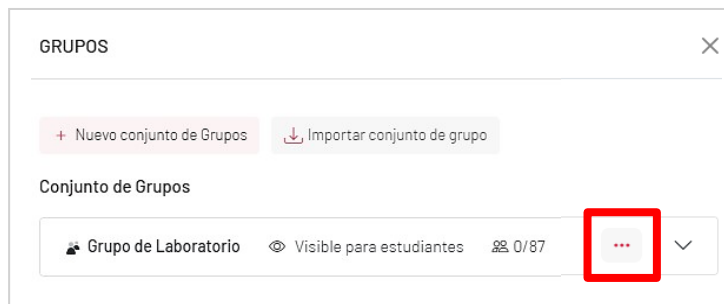 GRUPOS
+ Nuevo conjunto de Grupos
Importar conjunto de grupo
Conjunto de Grupos
Grupo de Laboratorio Visible para estudiantes 0/87